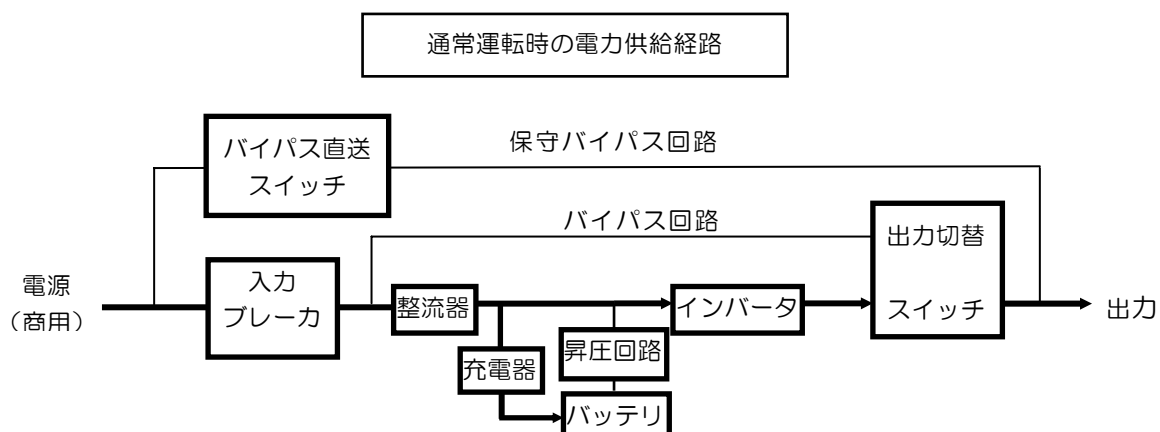 通常運転時の電力供給経路
バイパス直送
スイッチ
保守バイパス回路
バイパス回路
出力切替
スイッチ
電源
（商用）
入力
ブレーカ
整流器
インバータ
出力
昇圧回路
充電器
バッテリ